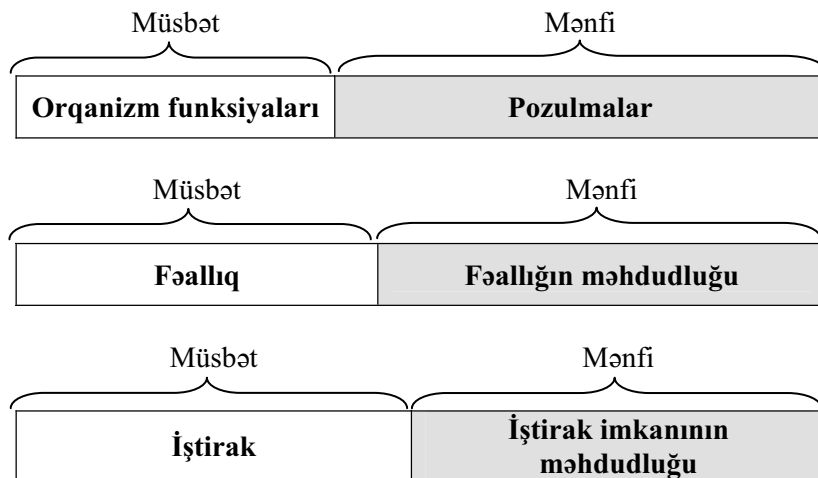 Müsbət Mənfi
Orqanizm funksiyaları Pozulmalar
Müsbət Mənfi
Fəallıq Fəallığın məhdudluğu
Müsbət Mənfi
İştirak İştirak imkanının
məhdudluğu